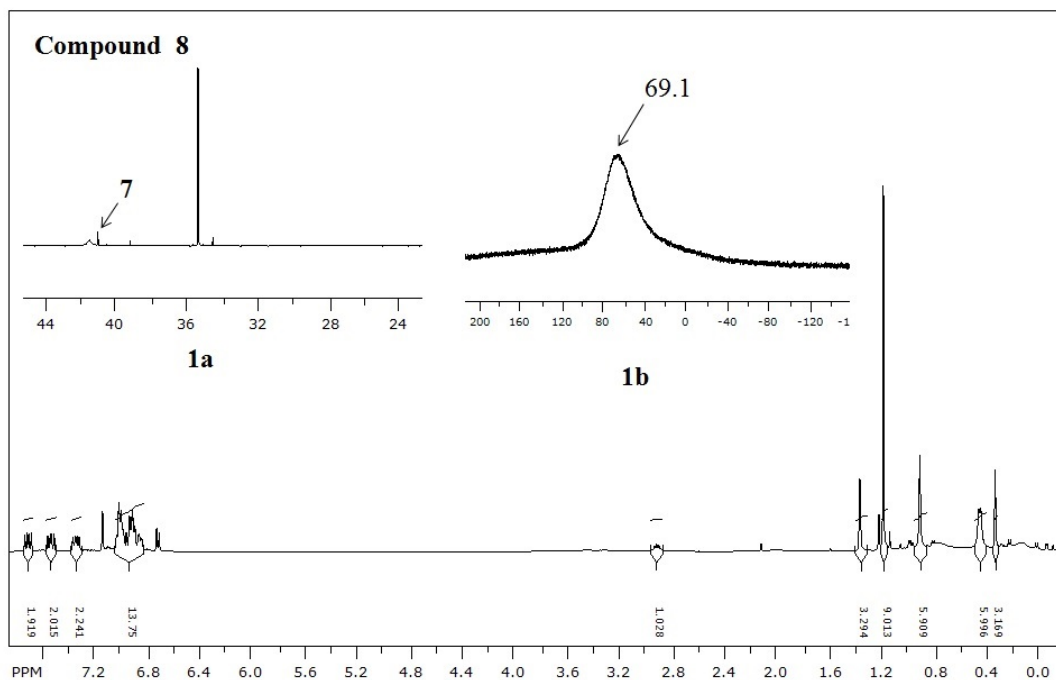 Compound 8
7
44 40 36 32 28 24
1a
69.1
200 160 120 80 40 0 -40 -80 -120 -1
1b
1.919 2.015 2.241 13.75 1.028 3.294 9.013 5.909 5.996 3.169
PPM 7.2 6.8 6.4 6.0 5.6 5.2 4.8 4.4 4.0 3.6 3.2 2.8 2.4 2.0 1.6 1.2 0.8 0.4 0.0